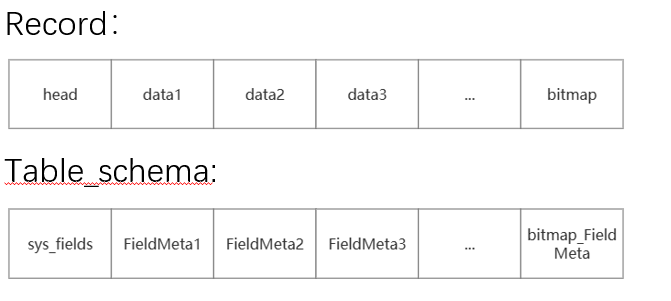 Record：
head data1 data2 data3 ... bitmap
Table_schema:
sys_fields FieldMeta1 FieldMeta2 FieldMeta3 ... bitmap_Field
Meta